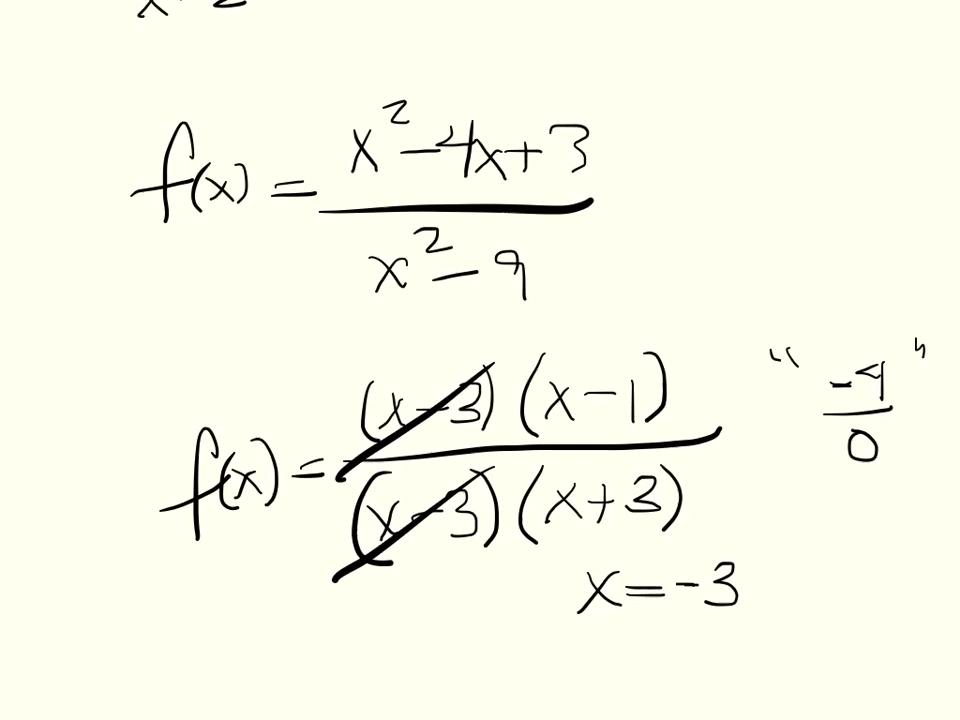 f(x) = (x² - 4x + 3) / (x² - 9)
f(x) = ((x - 3)(x - 1)) / ((x - 3)(x + 3)) " -4/0 "
x = -3